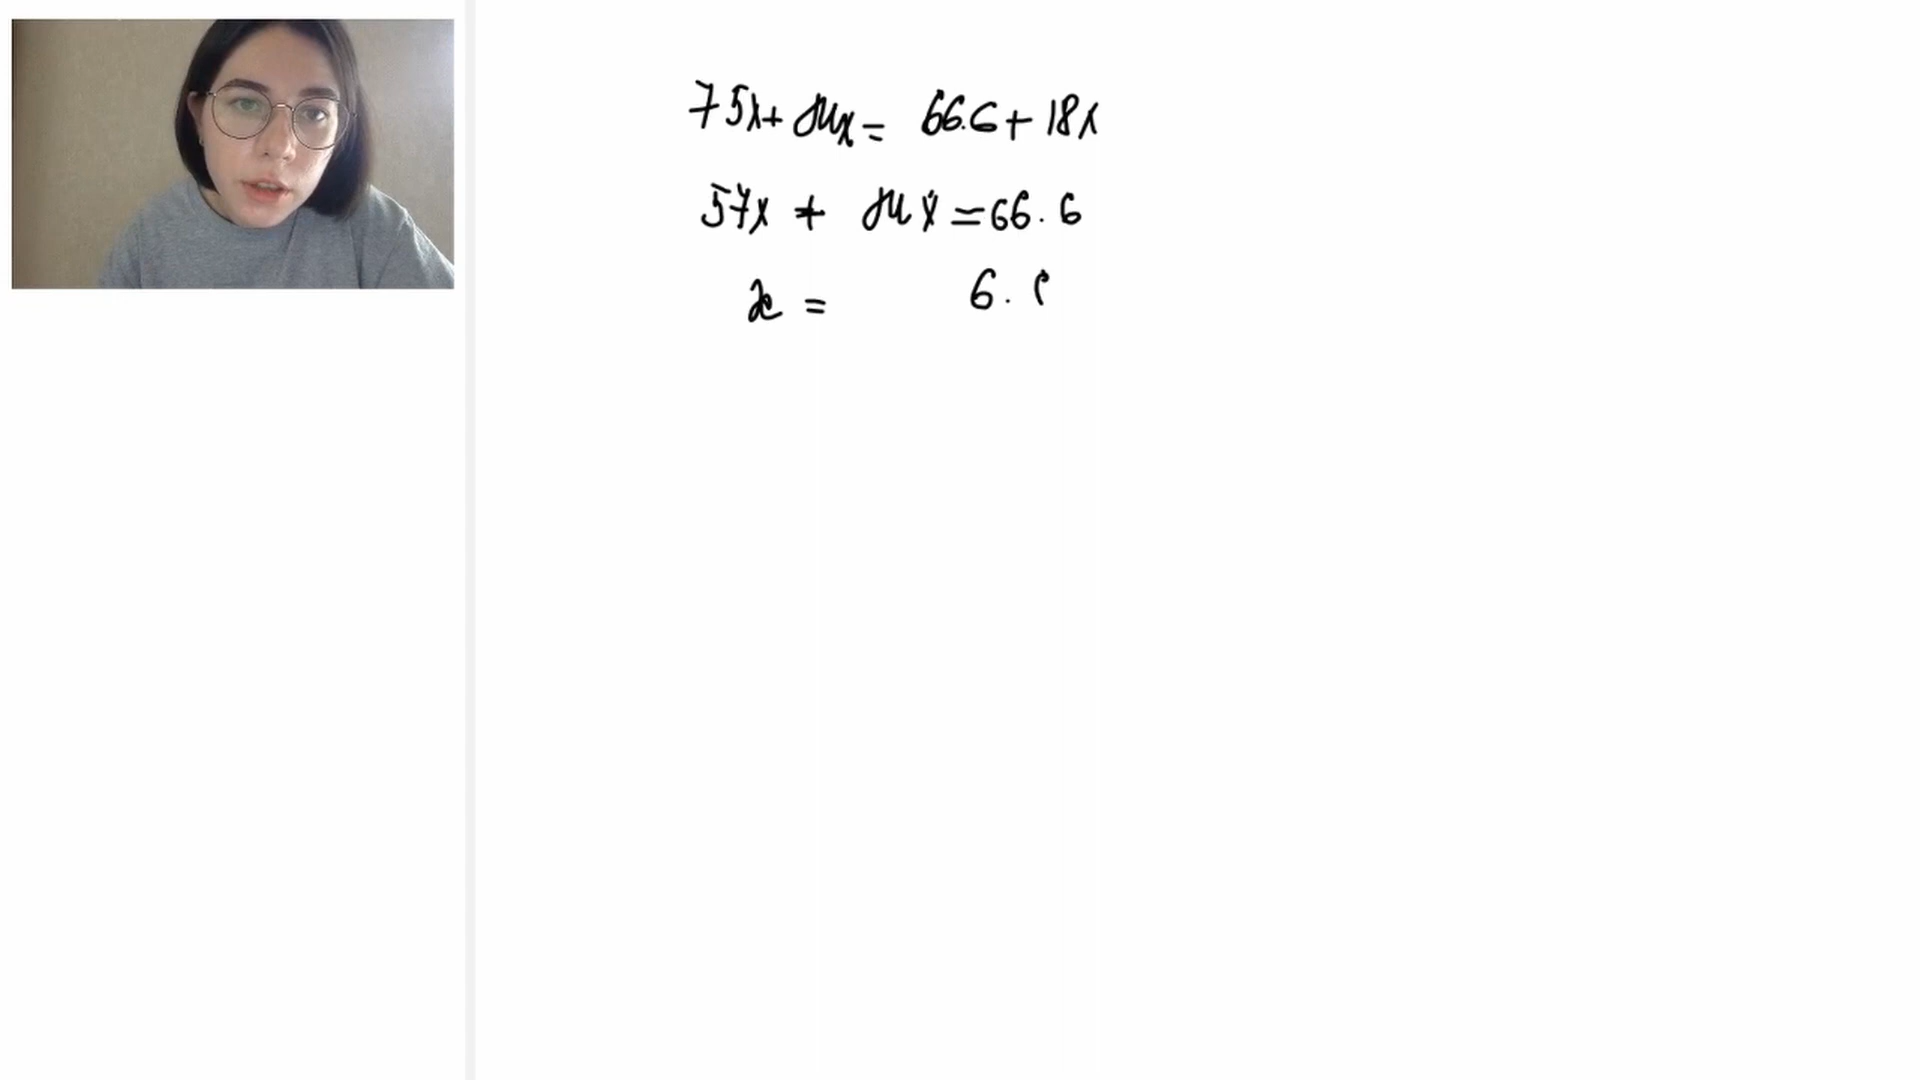 75x + μx = 66.6 + 18x
57x + μx = 66.6
x = 6.